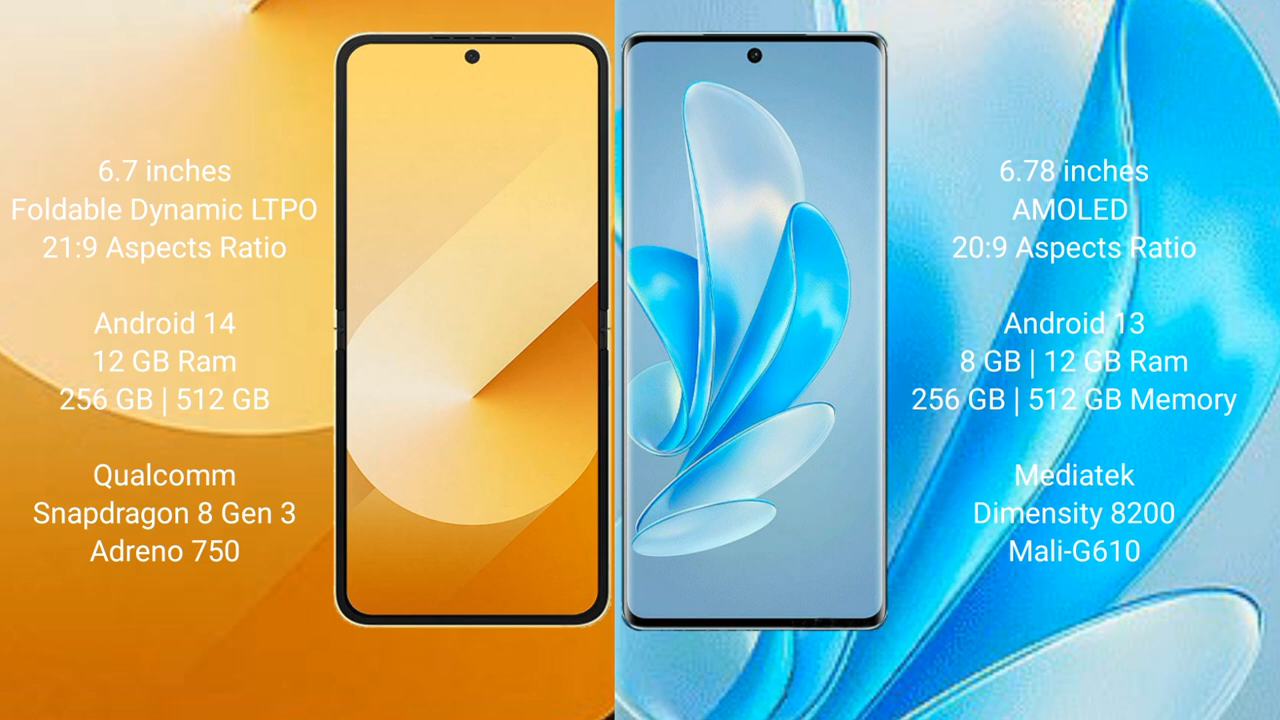 6.7 inches
Foldable Dynamic LTPO
21:9 Aspects Ratio
Android 14
12 GB Ram
256 GB | 512 GB
Qualcomm
Snapdragon 8 Gen 3
Adreno 750
6.78 inches
AMOLED
20:9 Aspects Ratio
Android 13
8 GB | 12 GB Ram
256 GB | 512 GB Memory
Mediatek
Dimensity 8200
Mali-G610